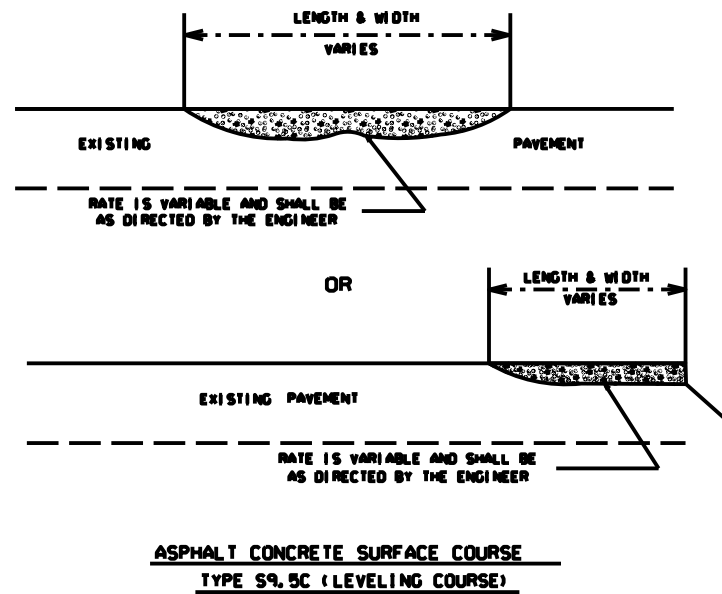 LENGTH & WIDTH
VARIES
EXISTING
PAVEMENT
RATE IS VARIABLE AND SHALL BE
AS DIRECTED BY THE ENGINEER
OR
LENGTH & WIDTH
VARIES
EXISTING PAVEMENT
RATE IS VARIABLE AND SHALL BE
AS DIRECTED BY THE ENGINEER
ASPHALT CONCRETE SURFACE COURSE
TYPE S9.5C (LEVELING COURSE)